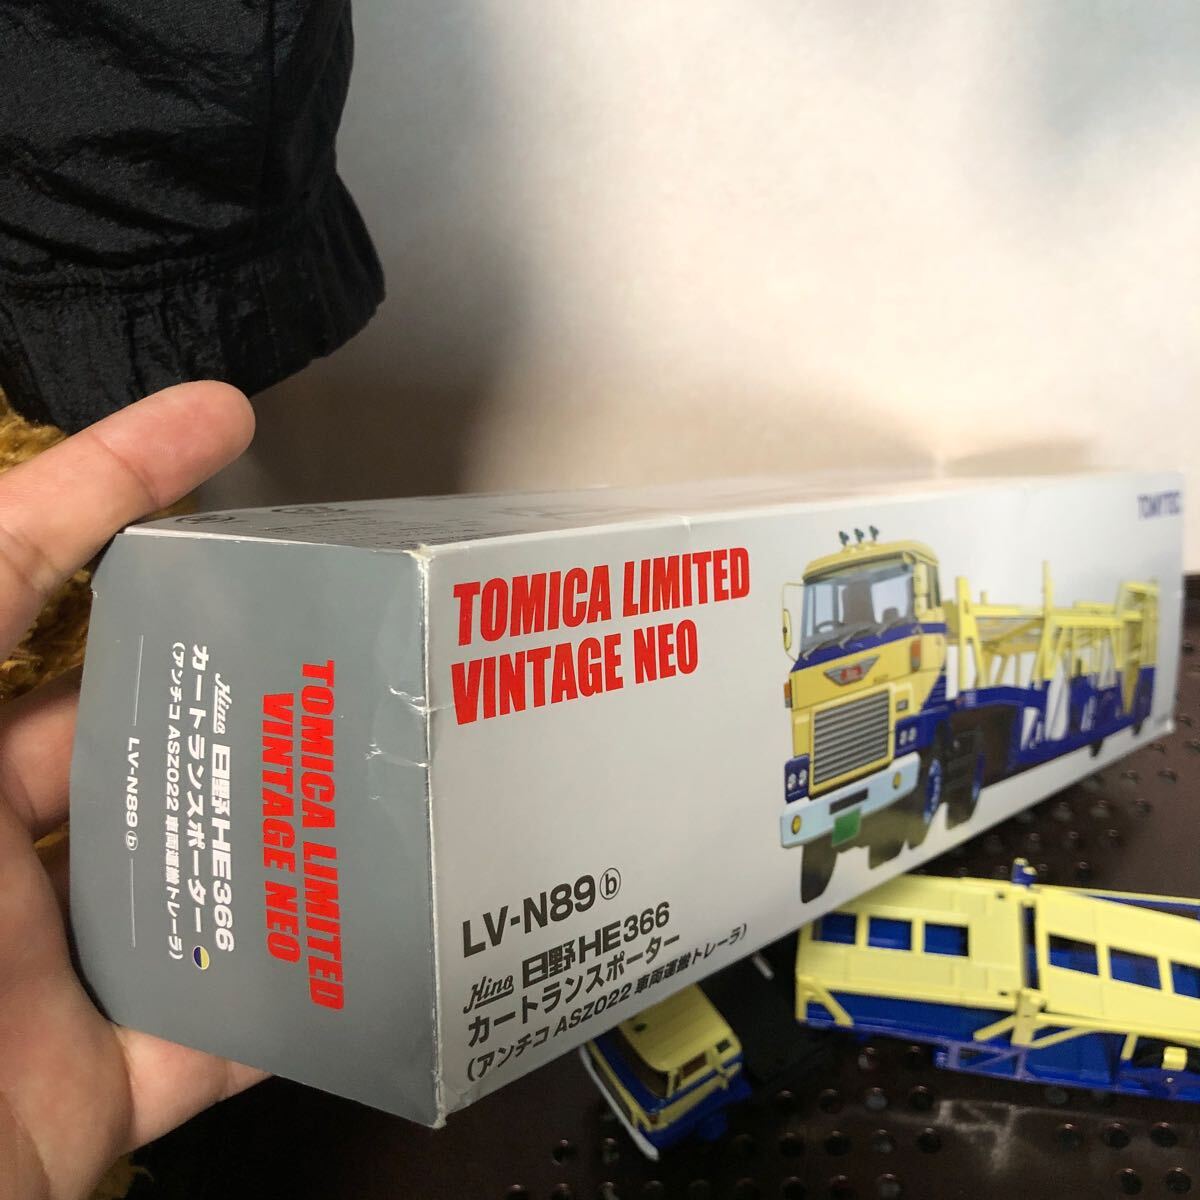 TOMICA LIMITED
VINTAGE NEO
Hino 日野HE366
カートランスポーター
(アンチコ ASZ022 車両運搬トレーラ)
LV-N89 b
TOMICA LIMITED
VINTAGE NEO
TOMYTEC
LV-N89 b
Hino 日野HE366
カートランスポーター
(アンチコ ASZ022 車両運搬トレーラ)